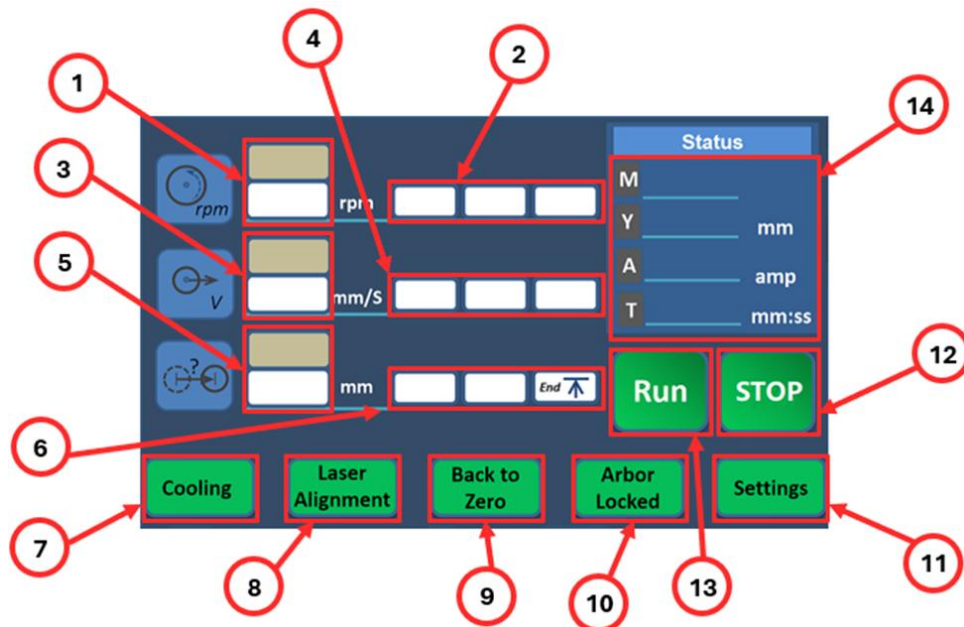 4
2
1
14
Status
3
M
rpm
rpm
Y
mm
5
A
amp
V
mm/S
T
mm:ss
?
12
mm
End
Run
STOP
6
Cooling
Laser
Alignment
Back to
Zero
Arbor
Locked
Settings
7
8
9
10
13
11